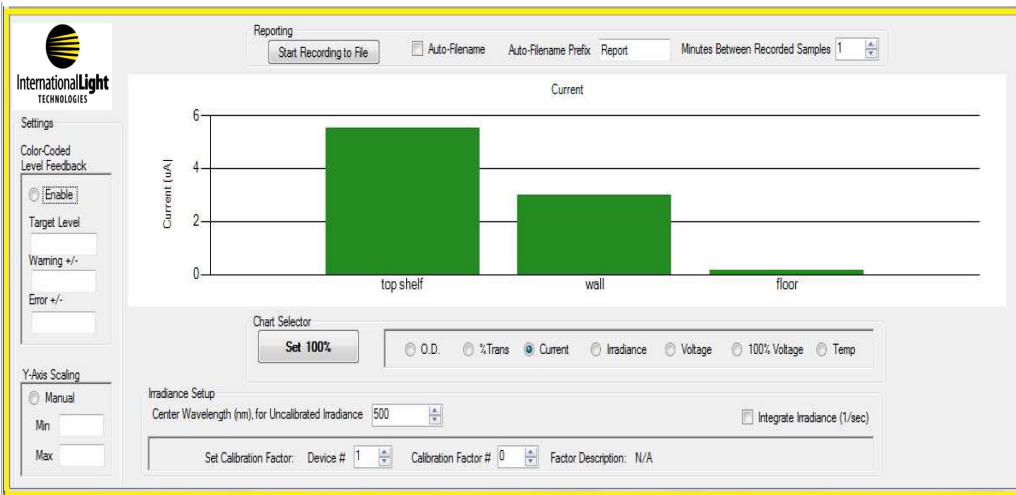 InternationalLight
TECHNOLOGIES
Reporting
Start Recording to File
Auto-Filename
Auto-Filename Prefix
Report
Minutes Between Recorded Samples
1
Settings
Color-Coded
Level Feedback
Enable
Target Level
Warning +/-
Error +/-
Y-Axis Scaling
Manual
Min
Max
Current
Current (uA)
6
4
2
0
top shelf
wall
floor
Chart Selector
Set 100%
O.D.
%Trans
Current
Irradiance
Voltage
100% Voltage
Temp
Irradiance Setup
Center Wavelength (nm), for Uncalibrated Irradiance
500
Integrate Irradiance (1/sec)
Set Calibration Factor:
Device #
1
Calibration Factor #
0
Factor Description:
N/A